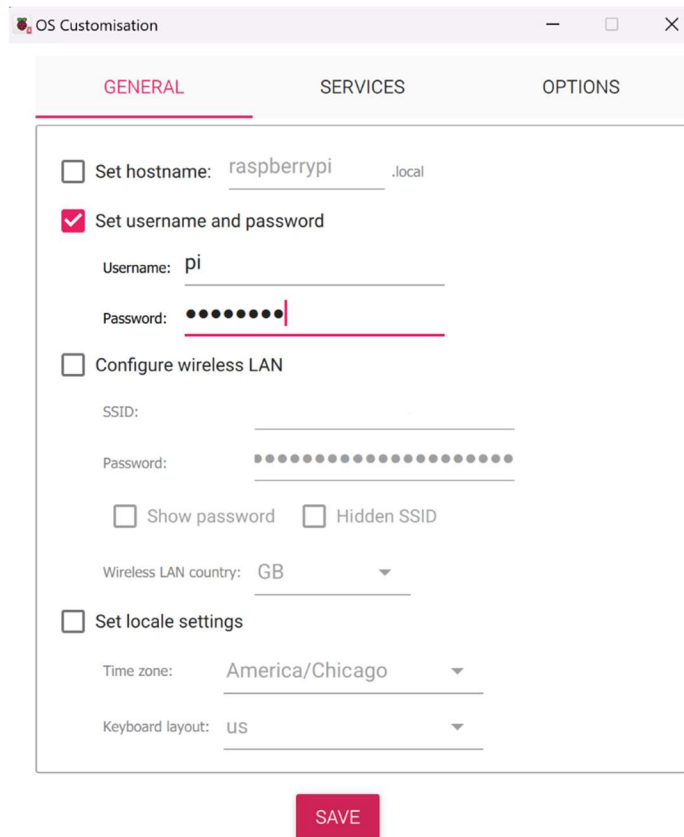 OS Customisation
GENERAL SERVICES OPTIONS
Set hostname: raspberrypi .local
Set username and password
Username: pi
Password: ••••••••
Configure wireless LAN
SSID:
Password: •••••••••••••••••••••
Show password Hidden SSID
Wireless LAN country: GB
Set locale settings
Time zone: America/Chicago
Keyboard layout: us
SAVE